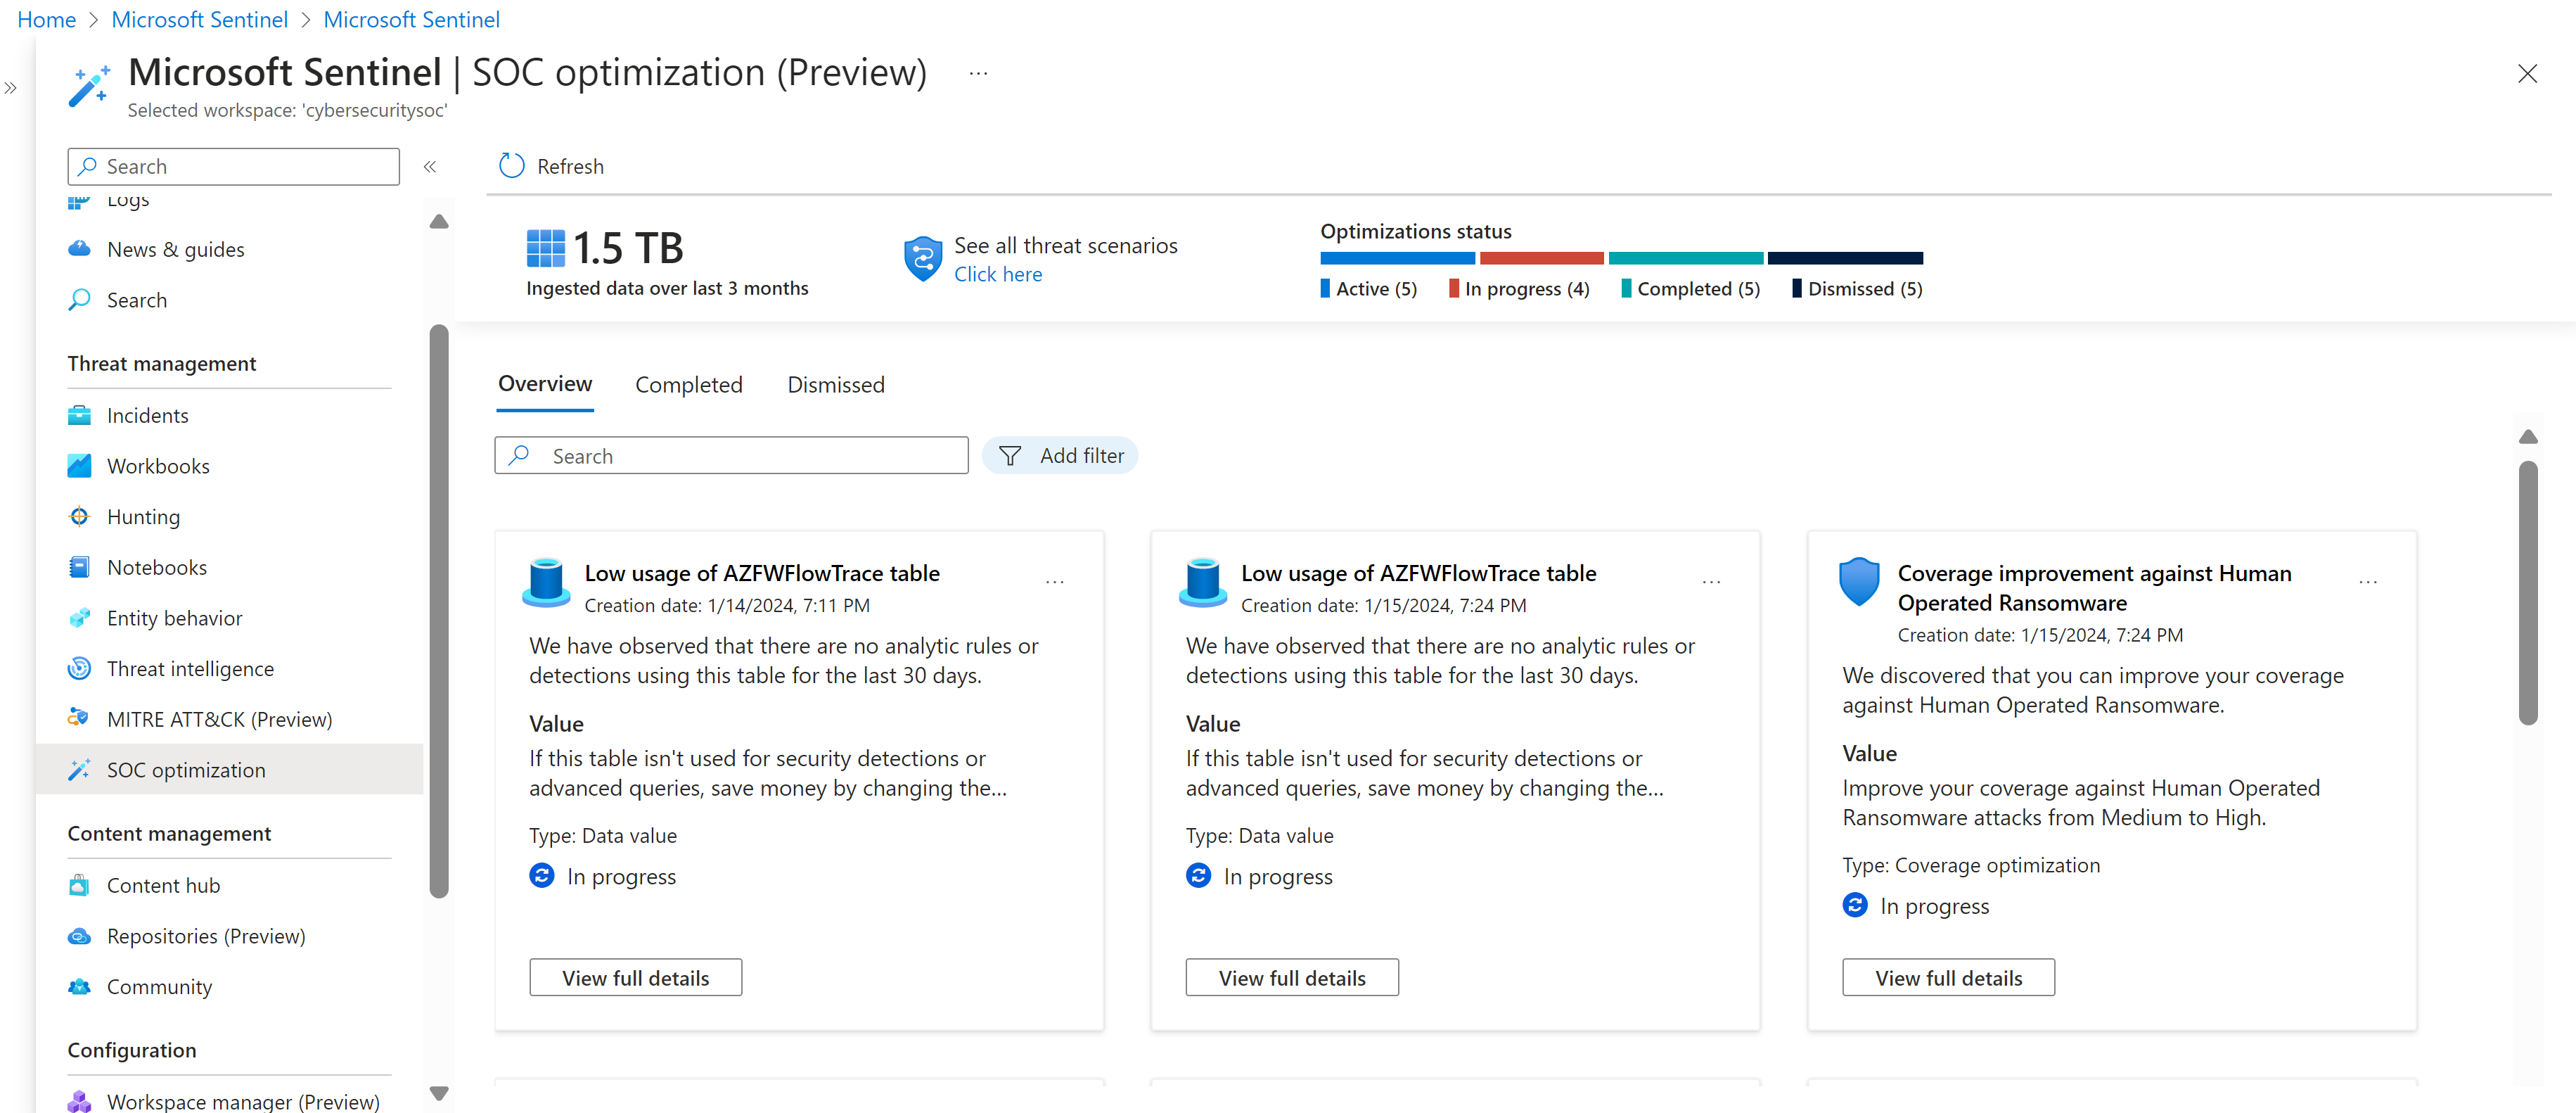 Home > Microsoft Sentinel > Microsoft Sentinel
Microsoft Sentinel | SOC optimization (Preview) ...
Selected workspace: 'cybersecuritysoc'
Search
Logs
News & guides
Search
Threat management
Incidents
Workbooks
Hunting
Notebooks
Entity behavior
Threat intelligence
MITRE ATT&CK (Preview)
SOC optimization
Content management
Content hub
Repositories (Preview)
Community
Configuration
Workspace manager (Preview)
Refresh
1.5 TB
Ingested data over last 3 months
See all threat scenarios
Click here
Optimizations status
Active (5) In progress (4) Completed (5) Dismissed (5)
Overview Completed Dismissed
Search Add filter
Low usage of AZFWFlowTrace table
Creation date: 1/14/2024, 7:11 PM
We have observed that there are no analytic rules or
detections using this table for the last 30 days.
Value
If this table isn't used for security detections or
advanced queries, save money by changing the...
Type: Data value
In progress
View full details
Low usage of AZFWFlowTrace table
Creation date: 1/15/2024, 7:24 PM
We have observed that there are no analytic rules or
detections using this table for the last 30 days.
Value
If this table isn't used for security detections or
advanced queries, save money by changing the...
Type: Data value
In progress
View full details
Coverage improvement against Human
Operated Ransomware
Creation date: 1/15/2024, 7:24 PM
We discovered that you can improve your coverage
against Human Operated Ransomware.
Value
Improve your coverage against Human Operated
Ransomware attacks from Medium to High.
Type: Coverage optimization
In progress
View full details